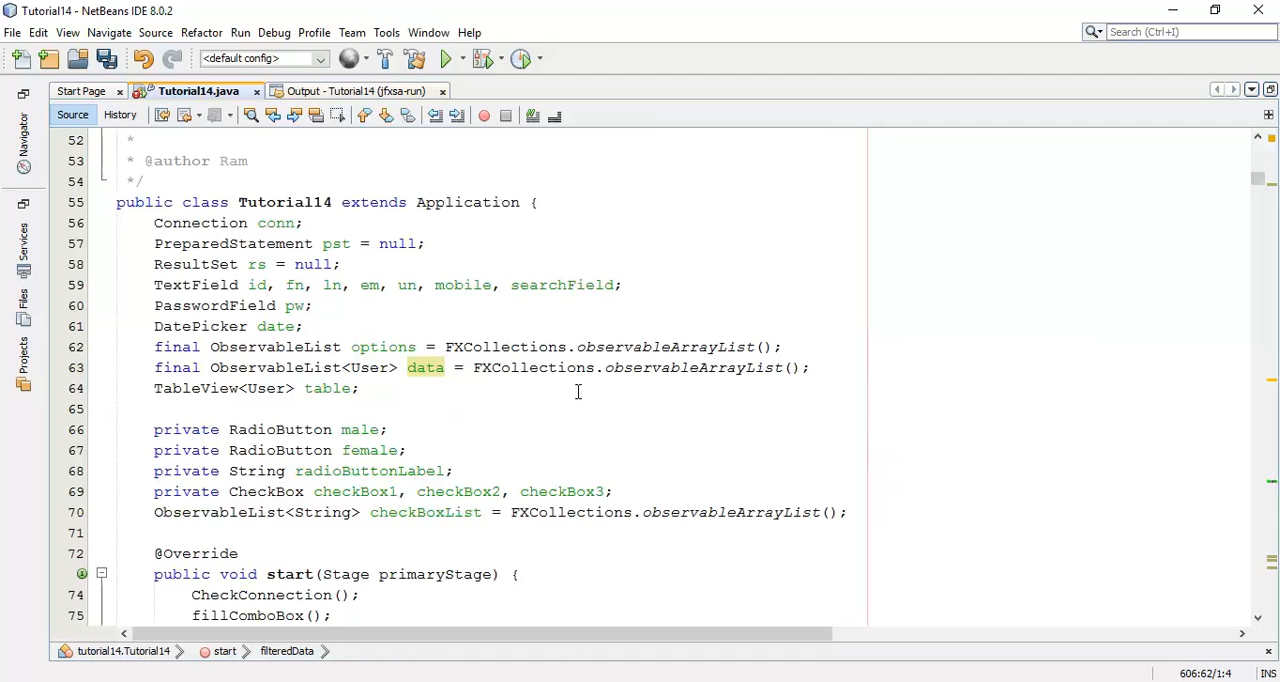 Tutorial14 - NetBeans IDE 8.0.2
File Edit View Navigate Source Refactor Run Debug Profile Team Tools Window Help
Search (Ctrl+I)
<default config>
Start Page x Tutorial14.java x Output - Tutorial14 (jfxsa-run) x
Source History
Navigator
Services
Files
Projects
52 *
53 * @author Ram
54 */
55 public class Tutorial14 extends Application {
56 Connection conn;
57 PreparedStatement pst = null;
58 ResultSet rs = null;
59 TextField id, fn, ln, em, un, mobile, searchField;
60 PasswordField pw;
61 DatePicker date;
62 final ObservableList options = FXCollections.observableArrayList();
63 final ObservableList<User> data = FXCollections.observableArrayList();
64 TableView<User> table;
65
66 private RadioButton male;
67 private RadioButton female;
68 private String radioButtonLabel;
69 private CheckBox checkBox1, checkBox2, checkBox3;
70 ObservableList<String> checkBoxList = FXCollections.observableArrayList();
71
72 @Override
public void start(Stage primaryStage) {
74 CheckConnection();
75 fillComboBox();
tutorial14.Tutorial14 start filteredData
606:62/1:4 INS